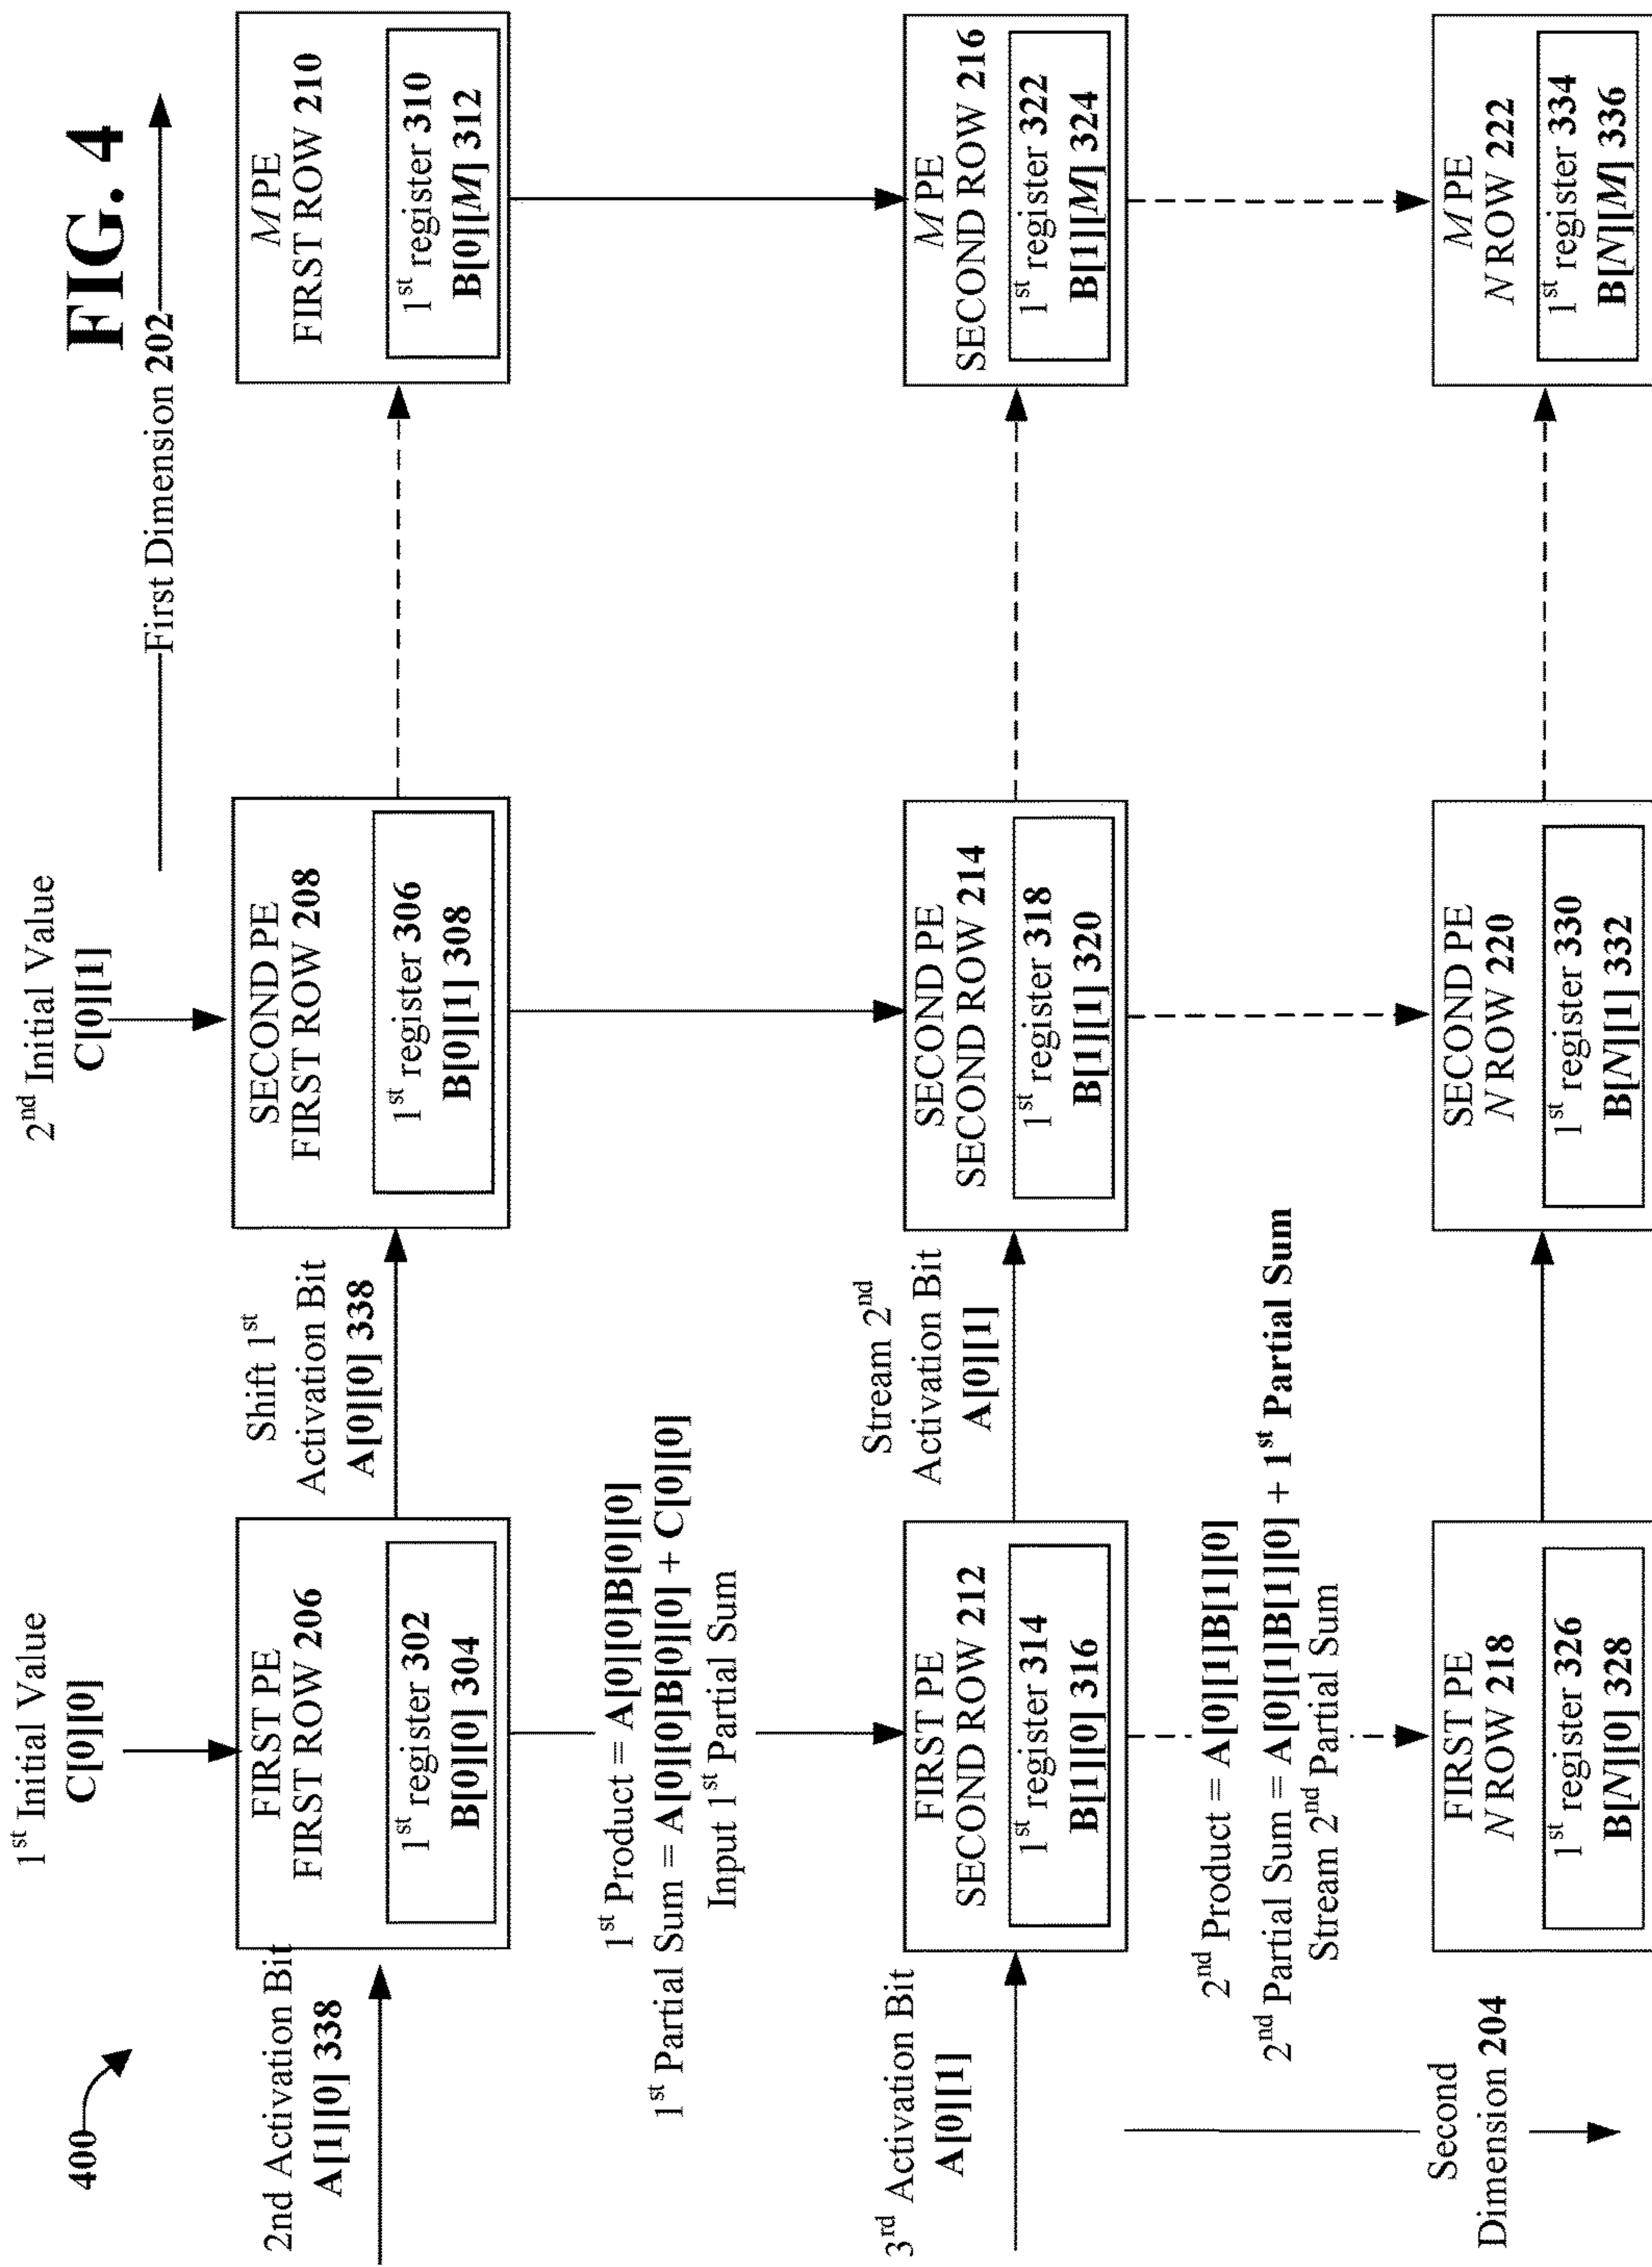 FIG. 4
400
1st Initial Value
C[0][0]
2nd Initial Value
C[0][1]
First Dimension 202
2nd Activation Bit
A[1][0] 338
FIRST PE
FIRST ROW 206
1st register 302
B[0][0] 304
Shift 1st
Activation Bit
A[0][0] 338
SECOND PE
FIRST ROW 208
1st register 306
B[0][1] 308
M PE
FIRST ROW 210
1st register 310
B[0][M] 312
1st Product = A[0][0]B[0][0]
1st Partial Sum = A[0][0]B[0][0] + C[0][0]
Input 1st Partial Sum
3rd Activation Bit
A[0][1]
FIRST PE
SECOND ROW 212
1st register 314
B[1][0] 316
Stream 2nd
Activation Bit
A[0][1]
SECOND PE
SECOND ROW 214
1st register 318
B[1][1] 320
M PE
SECOND ROW 216
1st register 322
B[1][M] 324
2nd Product = A[0][1]B[1][0]
2nd Partial Sum = A[0][1]B[1][0] + 1st Partial Sum
Stream 2nd Partial Sum
Second
Dimension 204
FIRST PE
N ROW 218
1st register 326
B[N][0] 328
SECOND PE
N ROW 220
1st register 330
B[N][1] 332
M PE
N ROW 222
1st register 334
B[N][M] 336